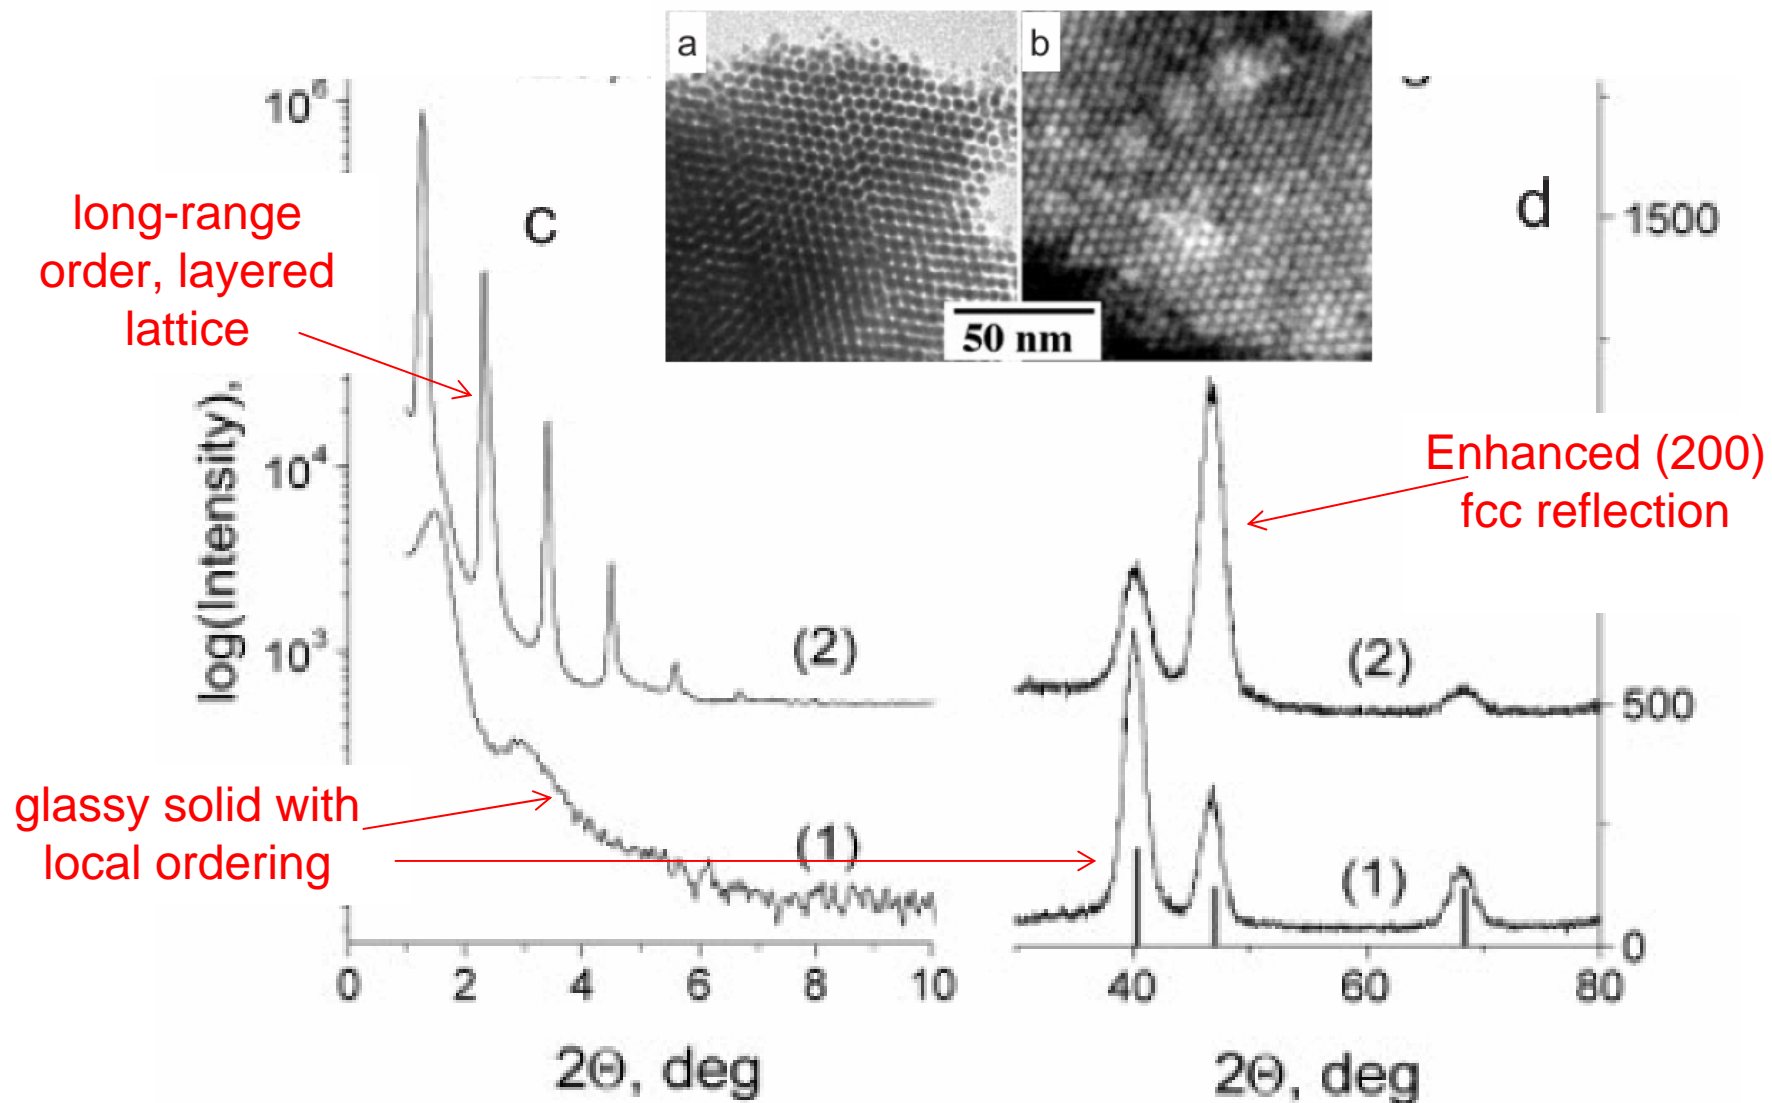 a
b
50 nm
10⁶
10⁴
10³
log(Intensity),
c
long-range
order, layered
lattice
(2)
glassy solid with
local ordering
(1)
0
2
4
6
8
10
2Θ, deg
d
1500
Enhanced (200)
fcc reflection
(2)
500
(1)
0
40
60
80
2Θ, deg